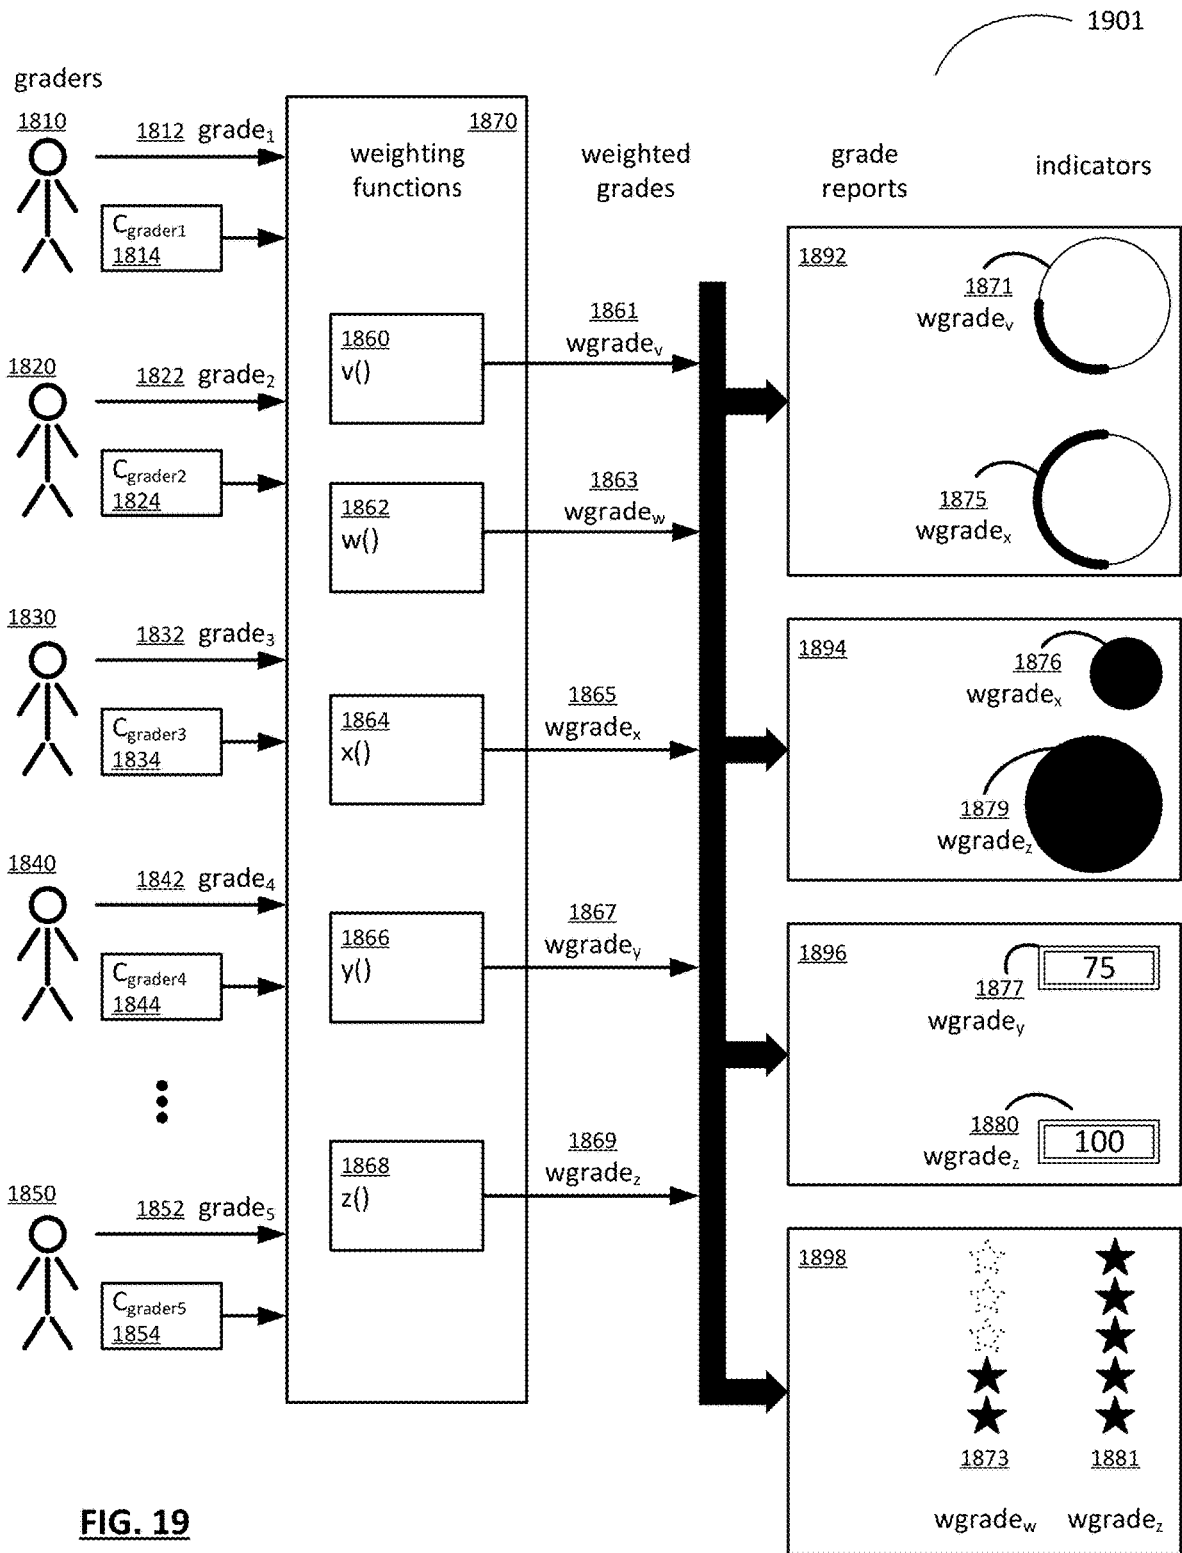 1901
graders
1810
1812 grade1
Cgrader1
1814
1820
1822 grade2
Cgrader2
1824
1830
1832 grade3
Cgrader3
1834
1840
1842 grade4
Cgrader4
1844
1850
1852 grade5
Cgrader5
1854
1870
weighting
functions
1860
v()
1862
w()
1864
x()
1866
y()
1868
z()
weighted
grades
1861
wgradev
1863
wgradew
1865
wgradex
1867
wgradey
1869
wgradez
grade
reports
indicators
1892
1871
wgradev
1875
wgradex
1894
1876
wgradex
1879
wgradez
1896
75
1877
wgradey
1880
100
wgradez
1898
1873 1881
wgradew wgradez
FIG. 19